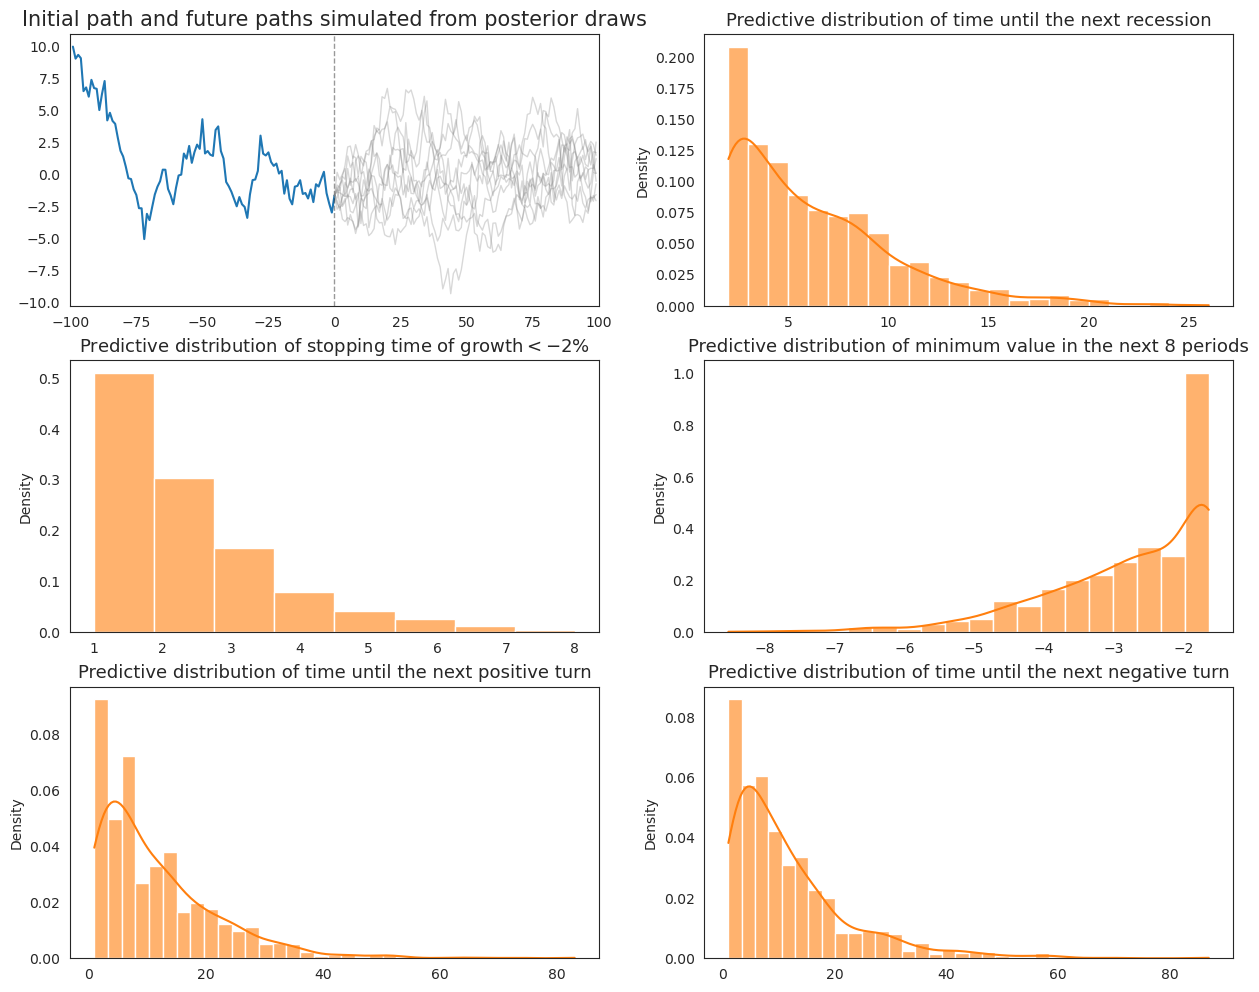 Initial path and future paths simulated from posterior draws
10.0
7.5
5.0
2.5
0.0
−2.5
−5.0
−7.5
−10.0
−100 −75 −50 −25 0 25 50 75 100
Predictive distribution of time until the next recession
Density
0.200
0.175
0.150
0.125
0.100
0.075
0.050
0.025
0.000
5 10 15 20 25
Predictive distribution of stopping time of growth < −2%
Density
0.5
0.4
0.3
0.2
0.1
0.0
1 2 3 4 5 6 7 8
Predictive distribution of minimum value in the next 8 periods
Density
1.0
0.8
0.6
0.4
0.2
0.0
−8 −7 −6 −5 −4 −3 −2
Predictive distribution of time until the next positive turn
Density
0.08
0.06
0.04
0.02
0.00
0 20 40 60 80
Predictive distribution of time until the next negative turn
Density
0.08
0.06
0.04
0.02
0.00
0 20 40 60 80